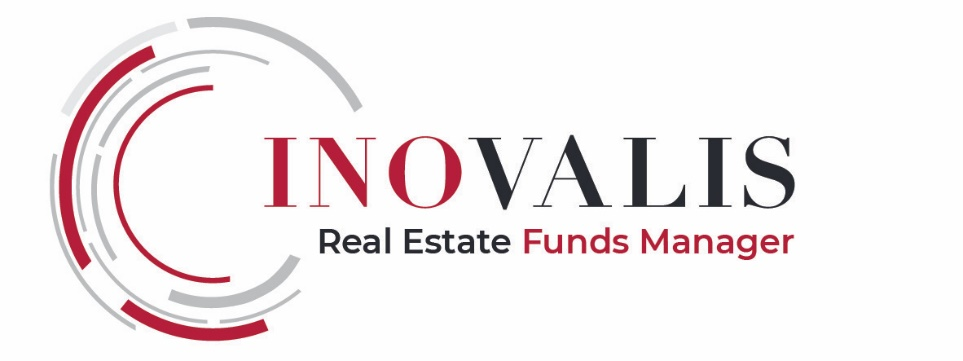 INOVALIS
Real Estate Funds Manager